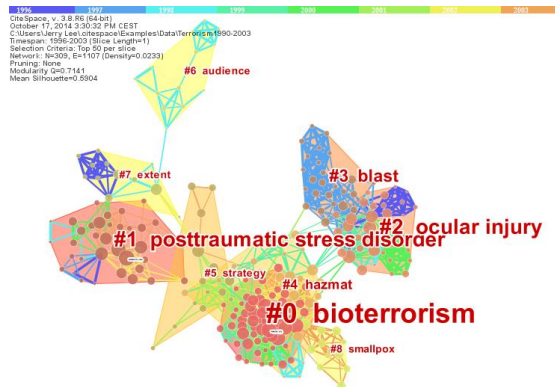 1996 1997 1998 1999 2000 2001 2002 2003
CiteSpace, v. 3.8.R6 (64-bit)
October 17, 2014 3:30:32 PM CEST
C:\Users\Jerry Lee\citespace\Examples\Data\Terrorism1990-2003
Timespan: 1996-2003 (Slice Length=1)
Selection Criteria: Top 50 per slice
Network: N=309, E=1107 (Density=0.0233)
Pruning: None
Modularity Q=0.7141
Mean Silhouette=0.5904
#6 audience
#7 extent
#3 blast
#2 ocular injury
#1 posttraumatic stress disorder
#5 strategy
#4 hazmat
#0 bioterrorism
#8 smallpox